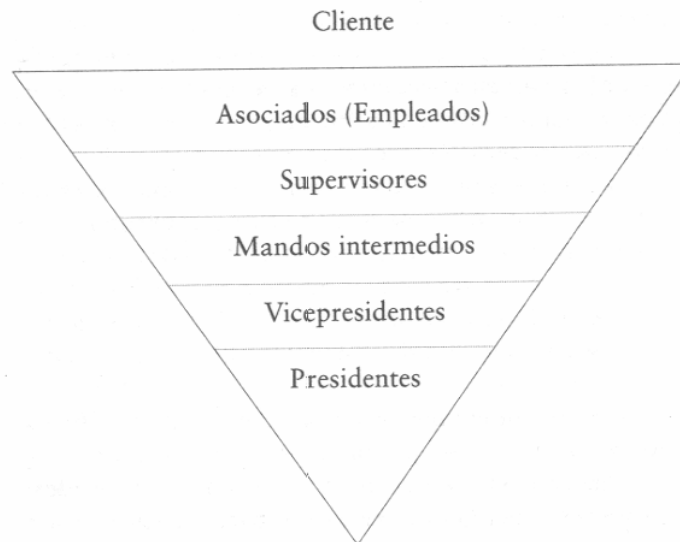 Cliente
Asociados (Empleados)
Supervisores
Mandos intermedios
Vicepresidentes
Presidentes